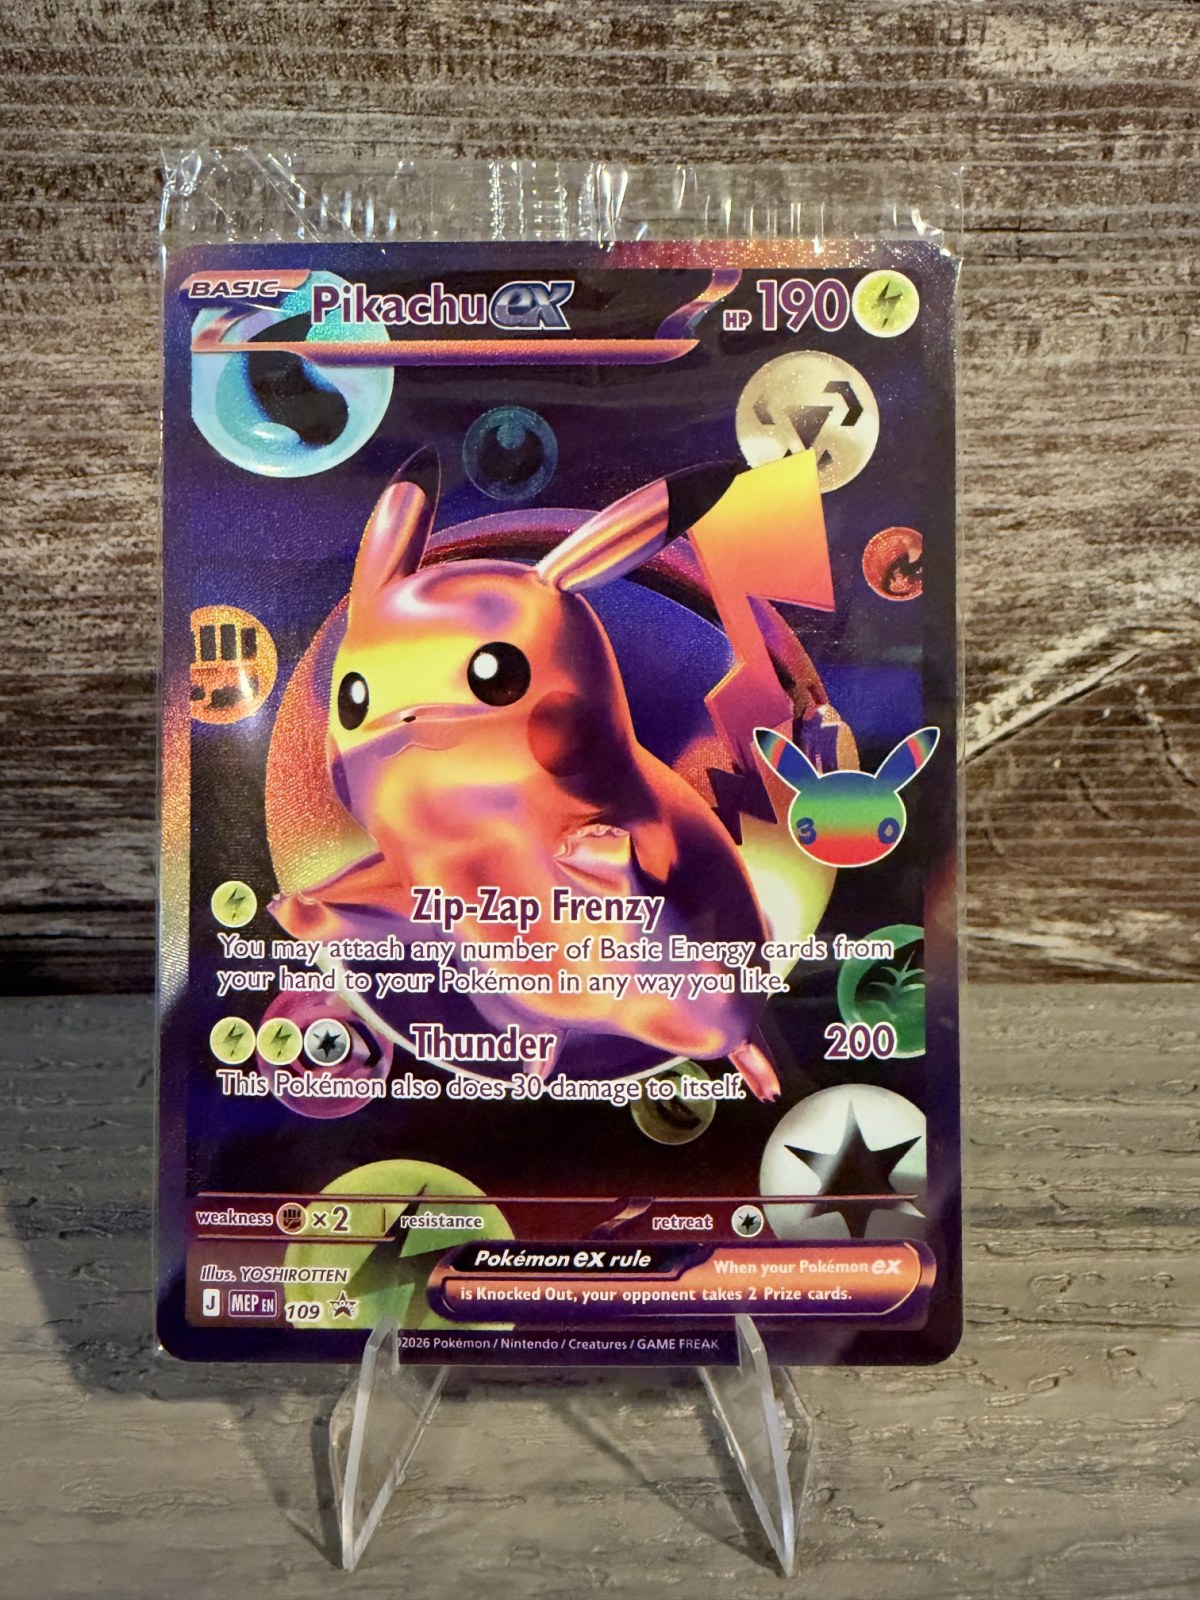 BASIC Pikachu ex HP 190
30
Zip-Zap Frenzy
You may attach any number of Basic Energy cards from
your hand to your Pokémon in any way you like.
Thunder 200
This Pokémon also does 30 damage to itself.
weakness ×2 resistance retreat
Pokémon ex rule When your Pokémon ex
is Knocked Out, your opponent takes 2 Prize cards.
Illus. YOSHIROTTEN
J MEP EN 109
©2026 Pokémon / Nintendo / Creatures / GAME FREAK